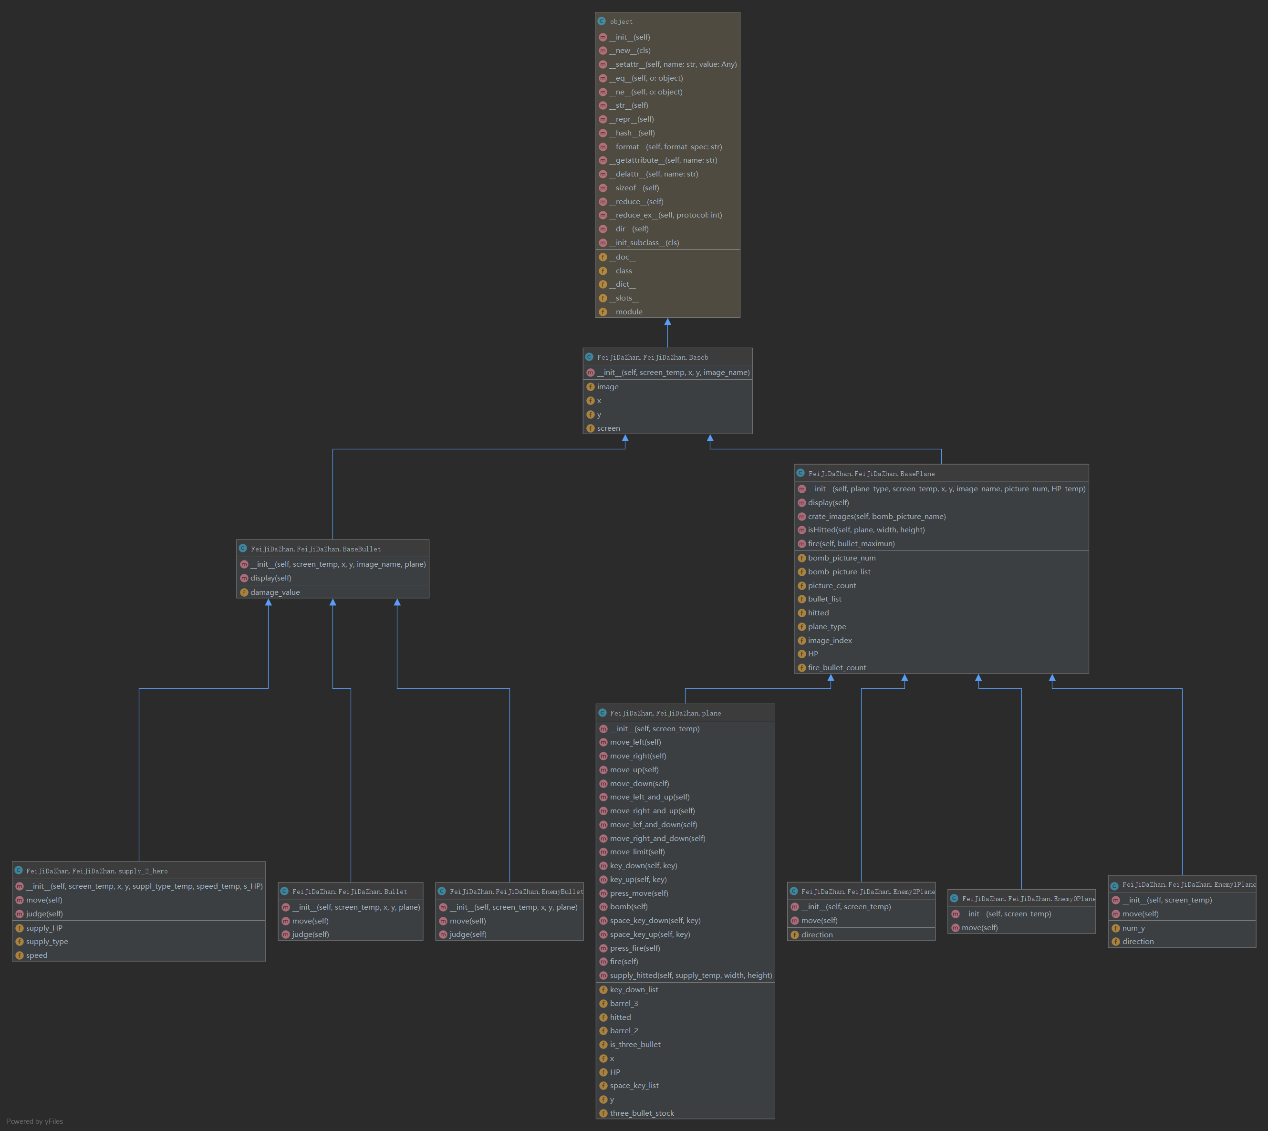 object
__init__(self)
__new__(cls)
__setattr__(self, name: str, value: Any)
__eq__(self, o: object)
__ne__(self, o: object)
__str__(self)
__repr__(self)
__hash__(self)
__format__(self, format_spec: str)
__getattribute__(self, name: str)
__delattr__(self, name: str)
__sizeof__(self)
__reduce__(self)
__reduce_ex__(self, protocol: int)
__dir__(self)
__init_subclass__(cls)
__doc__
__class__
__dict__
__slots__
__module__
FeiJiDaZhan.FeiJiDaZhan.Baseb
__init__(self, screen_temp, x, y, image_name)
image
x
y
screen
FeiJiDaZhan.FeiJiDaZhan.BasePlane
__init__(self, plane_type, screen_temp, x, y, image_name, picture_num, HP_temp)
display(self)
crate_images(self, bomb_picture_name)
isHitted(self, plane, width, height)
fire(self, bullet_maximun)
bomb_picture_num
bomb_picture_list
picture_count
bullet_list
hitted
plane_type
image_index
HP
fire_bullet_count
FeiJiDaZhan.FeiJiDaZhan.BaseBullet
__init__(self, screen_temp, x, y, image_name, plane)
display(self)
damage_value
FeiJiDaZhan.FeiJiDaZhan.plane
__init__(self, screen_temp)
move_left(self)
move_right(self)
move_up(self)
move_down(self)
move_left_and_up(self)
move_right_and_up(self)
move_lef_and_down(self)
move_right_and_down(self)
move_limit(self)
key_down(self, key)
key_up(self, key)
press_move(self)
bomb(self)
space_key_down(self, key)
space_key_up(self, key)
press_fire(self)
fire(self)
supply_hitted(self, supply_temp, width, height)
key_down_list
barrel_3
hitted
barrel_2
is_three_bullet
x
HP
space_key_list
y
three_bullet_stock
FeiJiDaZhan.FeiJiDaZhan.supply_2_hero
__init__(self, screen_temp, x, y, suppl_type_temp, speed_temp, s_HP)
move(self)
judge(self)
supply_HP
supply_type
speed
FeiJiDaZhan.FeiJiDaZhan.Bullet
__init__(self, screen_temp, x, y, plane)
move(self)
judge(self)
FeiJiDaZhan.FeiJiDaZhan.EnemyBullet
__init__(self, screen_temp, x, y, plane)
move(self)
judge(self)
FeiJiDaZhan.FeiJiDaZhan.Enemy2Plane
__init__(self, screen_temp)
move(self)
direction
FeiJiDaZhan.FeiJiDaZhan.Enemy0Plane
__init__(self, screen_temp)
move(self)
FeiJiDaZhan.FeiJiDaZhan.Enemy1Plane
__init__(self, screen_temp)
move(self)
num_y
direction
Powered by yFiles